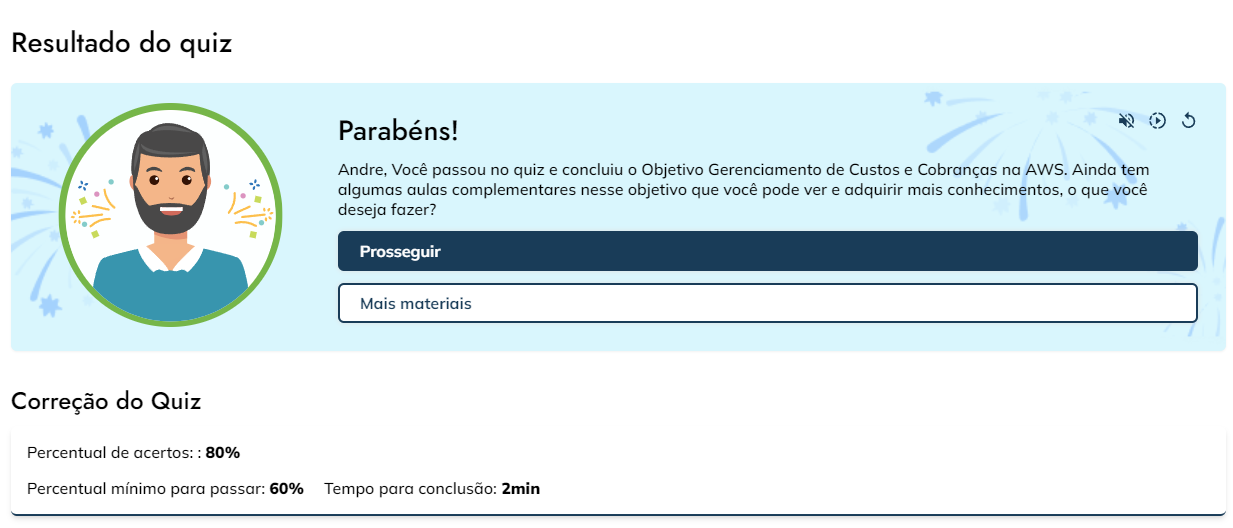 Resultado do quiz
Parabéns!
Andre, Você passou no quiz e concluiu o Objetivo Gerenciamento de Custos e Cobranças na AWS. Ainda tem
algumas aulas complementares nesse objetivo que você pode ver e adquirir mais conhecimentos, o que você
deseja fazer?
Prosseguir
Mais materiais
Correção do Quiz
Percentual de acertos: : 80%
Percentual mínimo para passar: 60% Tempo para conclusão: 2min